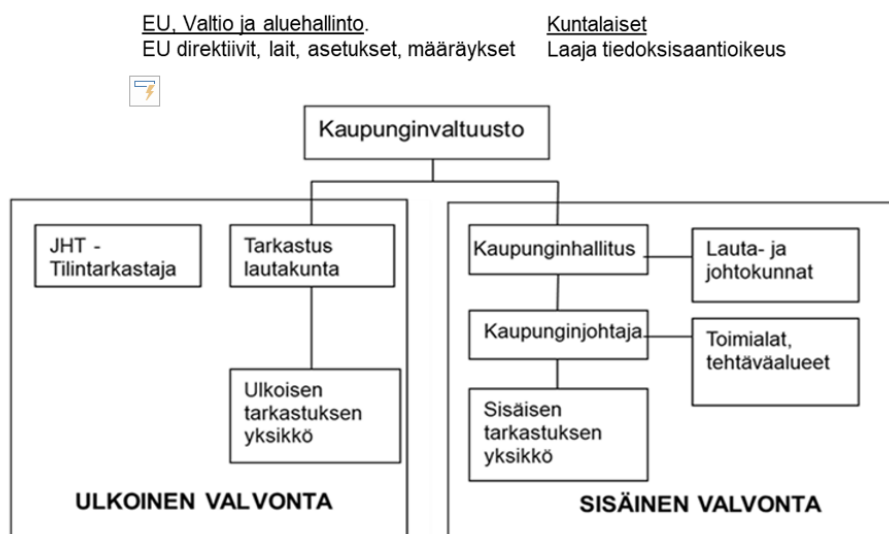 EU, Valtio ja aluehallinto.
EU direktiivit, lait, asetukset, määräykset
Kuntalaiset
Laaja tiedoksisaantioikeus
Kaupunginvaltuusto
JHT -
Tilintarkastaja
Tarkastus
lautakunta
Ulkoisen
tarkastuksen
yksikkö
ULKOINEN VALVONTA
Kaupunginhallitus
Lauta- ja
johtokunnat
Kaupunginjohtaja
Toimialat,
tehtäväalueet
Sisäisen
tarkastuksen
yksikkö
SISÄINEN VALVONTA